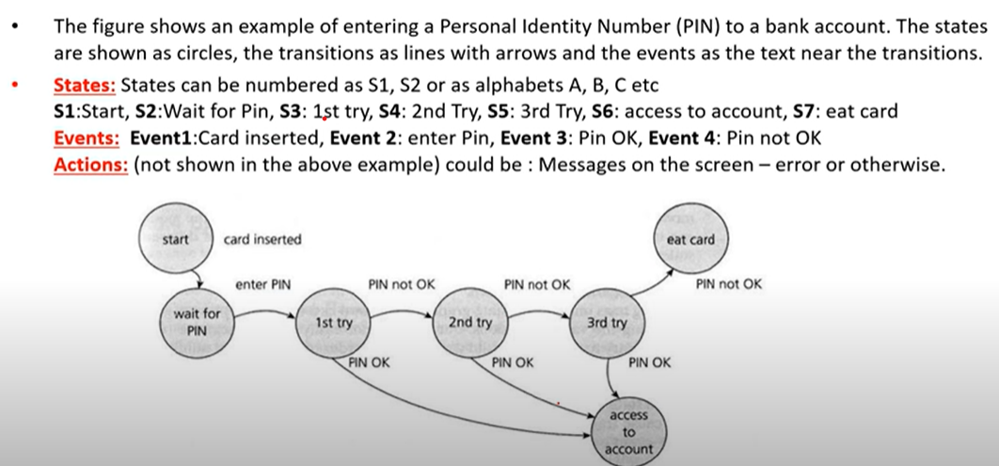 • The figure shows an example of entering a Personal Identity Number (PIN) to a bank account. The states
are shown as circles, the transitions as lines with arrows and the events as the text near the transitions.
• States: States can be numbered as S1, S2 or as alphabets A, B, C etc
S1:Start, S2:Wait for Pin, S3: 1st try, S4: 2nd Try, S5: 3rd Try, S6: access to account, S7: eat card
Events: Event1:Card inserted, Event 2: enter Pin, Event 3: Pin OK, Event 4: Pin not OK
Actions: (not shown in the above example) could be : Messages on the screen – error or otherwise.
start
card inserted
eat card
enter PIN
PIN not OK
PIN not OK
PIN not OK
wait for
PIN
1st try
2nd try
3rd try
PIN OK
PIN OK
PIN OK
access
to
account